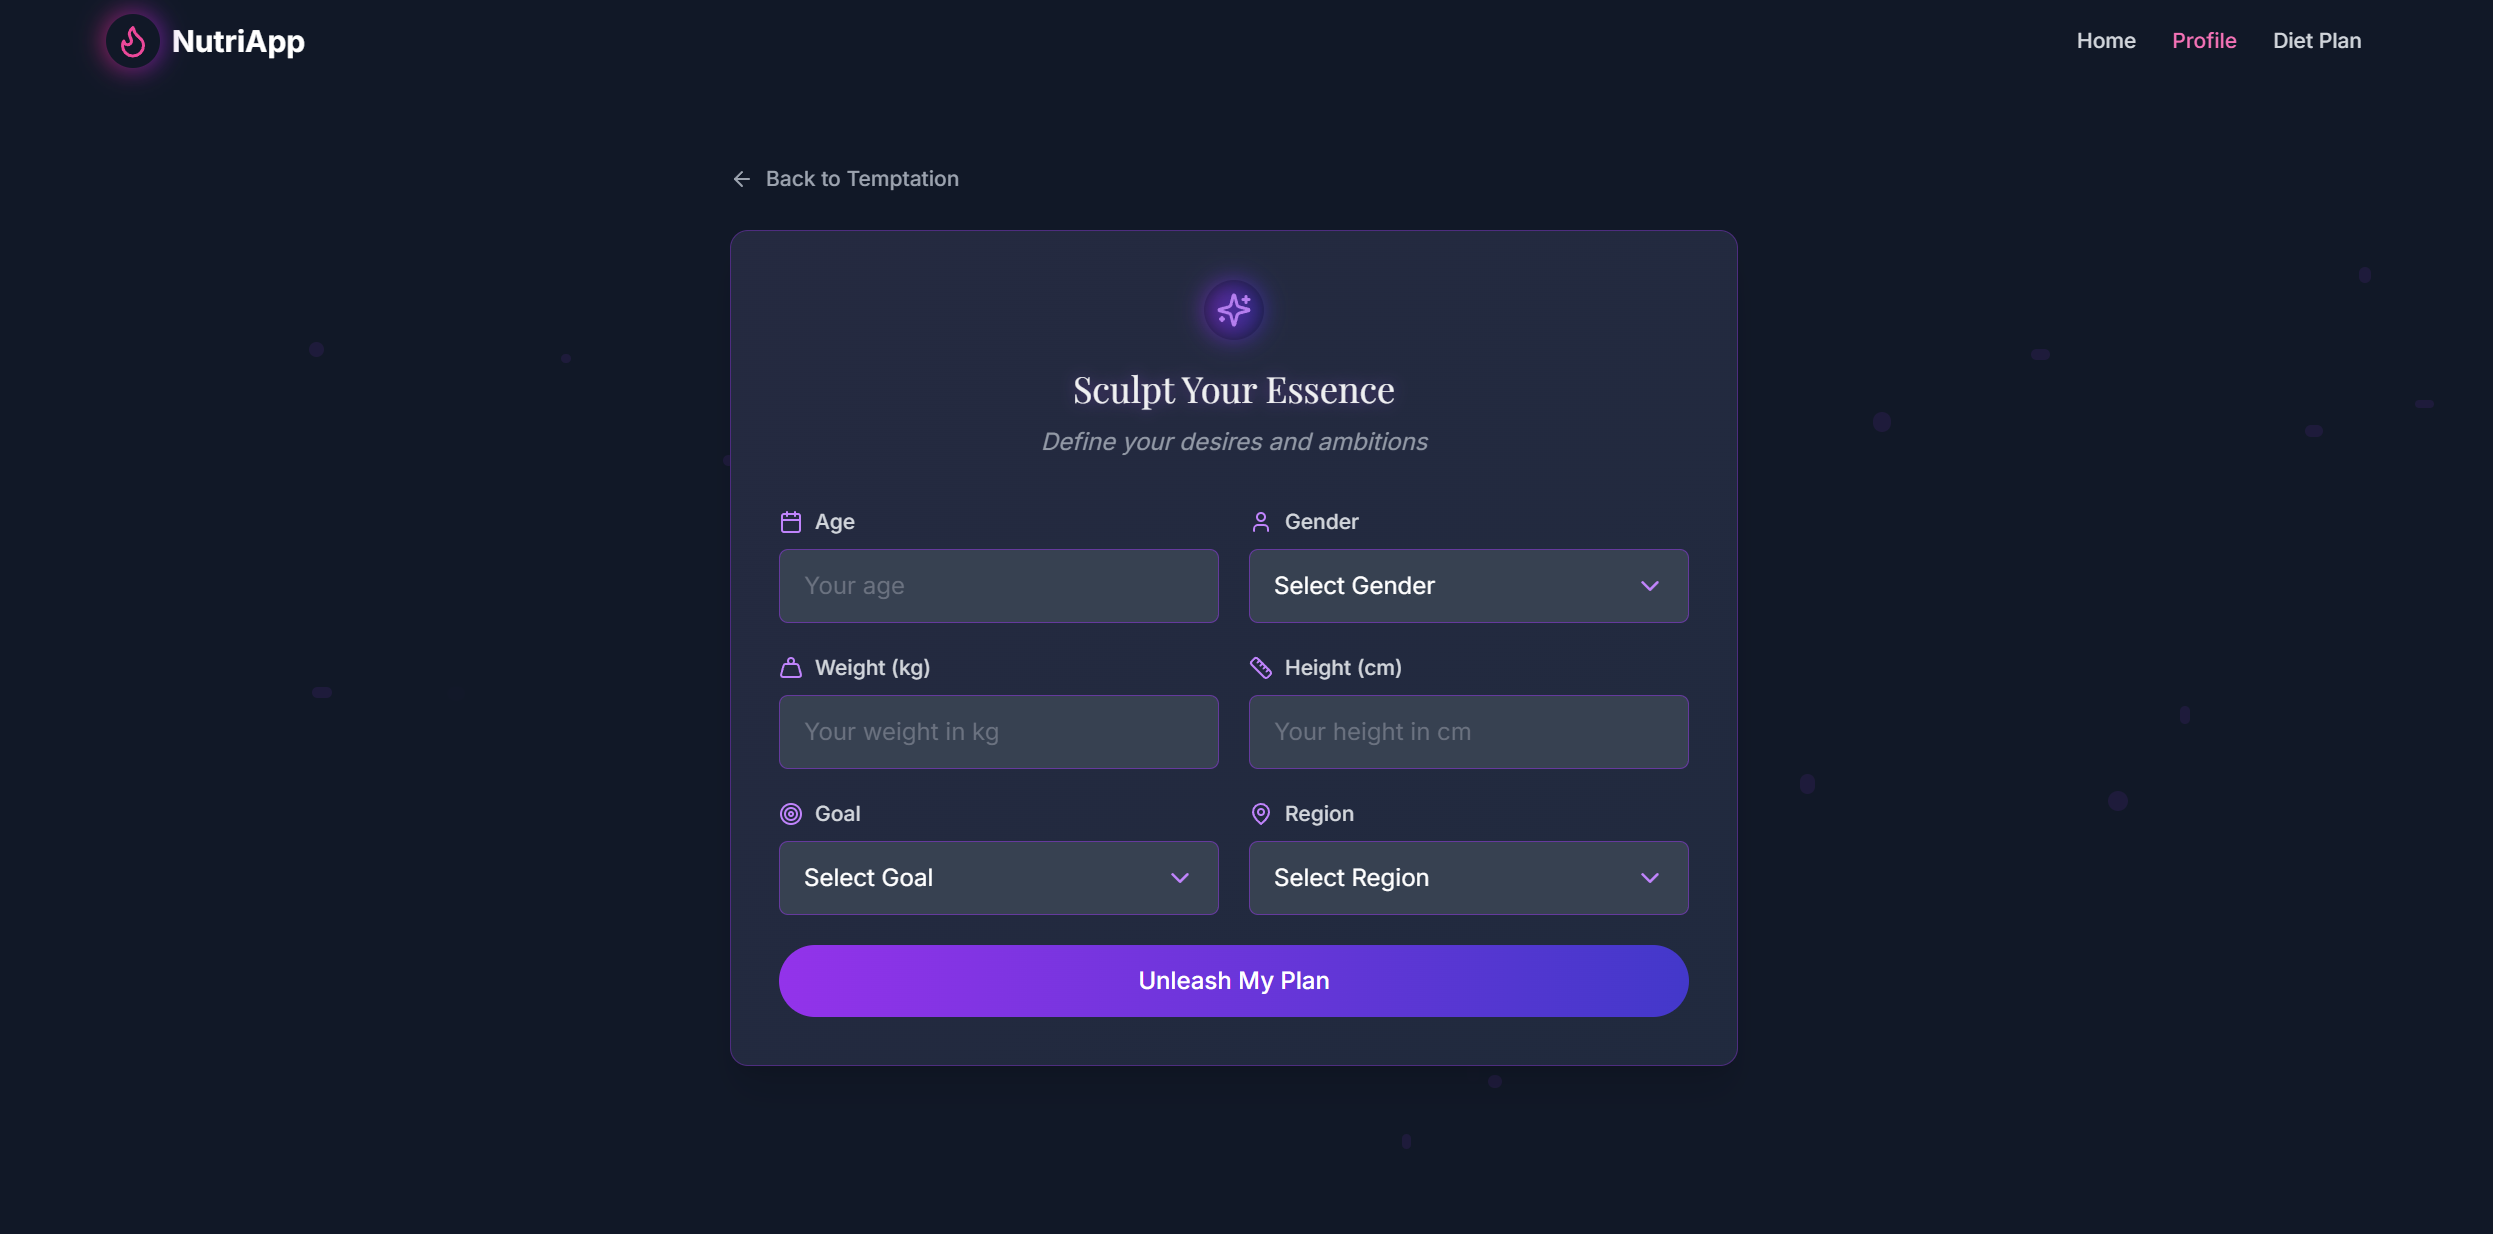 NutriApp
Home
Profile
Diet Plan
Back to Temptation
Sculpt Your Essence
Define your desires and ambitions
Age
Gender
Your age
Select Gender
Weight (kg)
Height (cm)
Your weight in kg
Your height in cm
Goal
Region
Select Goal
Select Region
Unleash My Plan